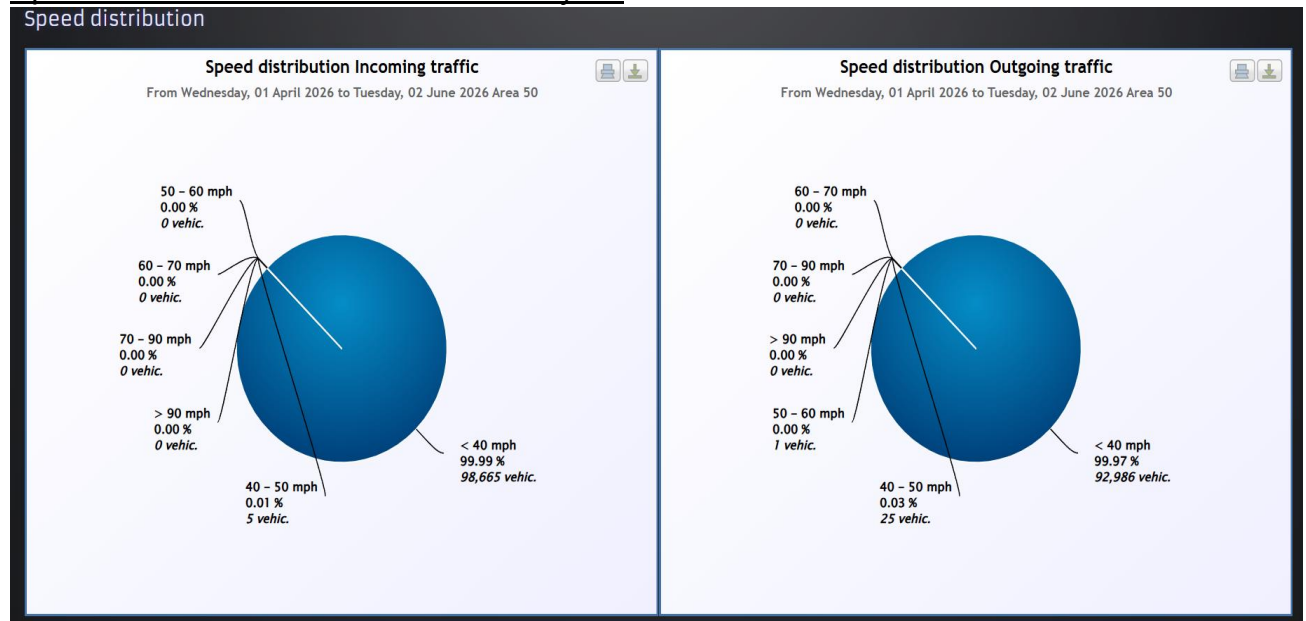 Speed distribution
Speed distribution Incoming traffic
From Wednesday, 01 April 2026 to Tuesday, 02 June 2026 Area 50
50 – 60 mph
0.00 %
0 vehic.
60 – 70 mph
0.00 %
0 vehic.
70 – 90 mph
0.00 %
0 vehic.
> 90 mph
0.00 %
0 vehic.
40 – 50 mph
0.01 %
5 vehic.
< 40 mph
99.99 %
98,665 vehic.
Speed distribution Outgoing traffic
From Wednesday, 01 April 2026 to Tuesday, 02 June 2026 Area 50
60 – 70 mph
0.00 %
0 vehic.
70 – 90 mph
0.00 %
0 vehic.
> 90 mph
0.00 %
0 vehic.
50 – 60 mph
0.00 %
1 vehic.
40 – 50 mph
0.03 %
25 vehic.
< 40 mph
99.97 %
92,986 vehic.